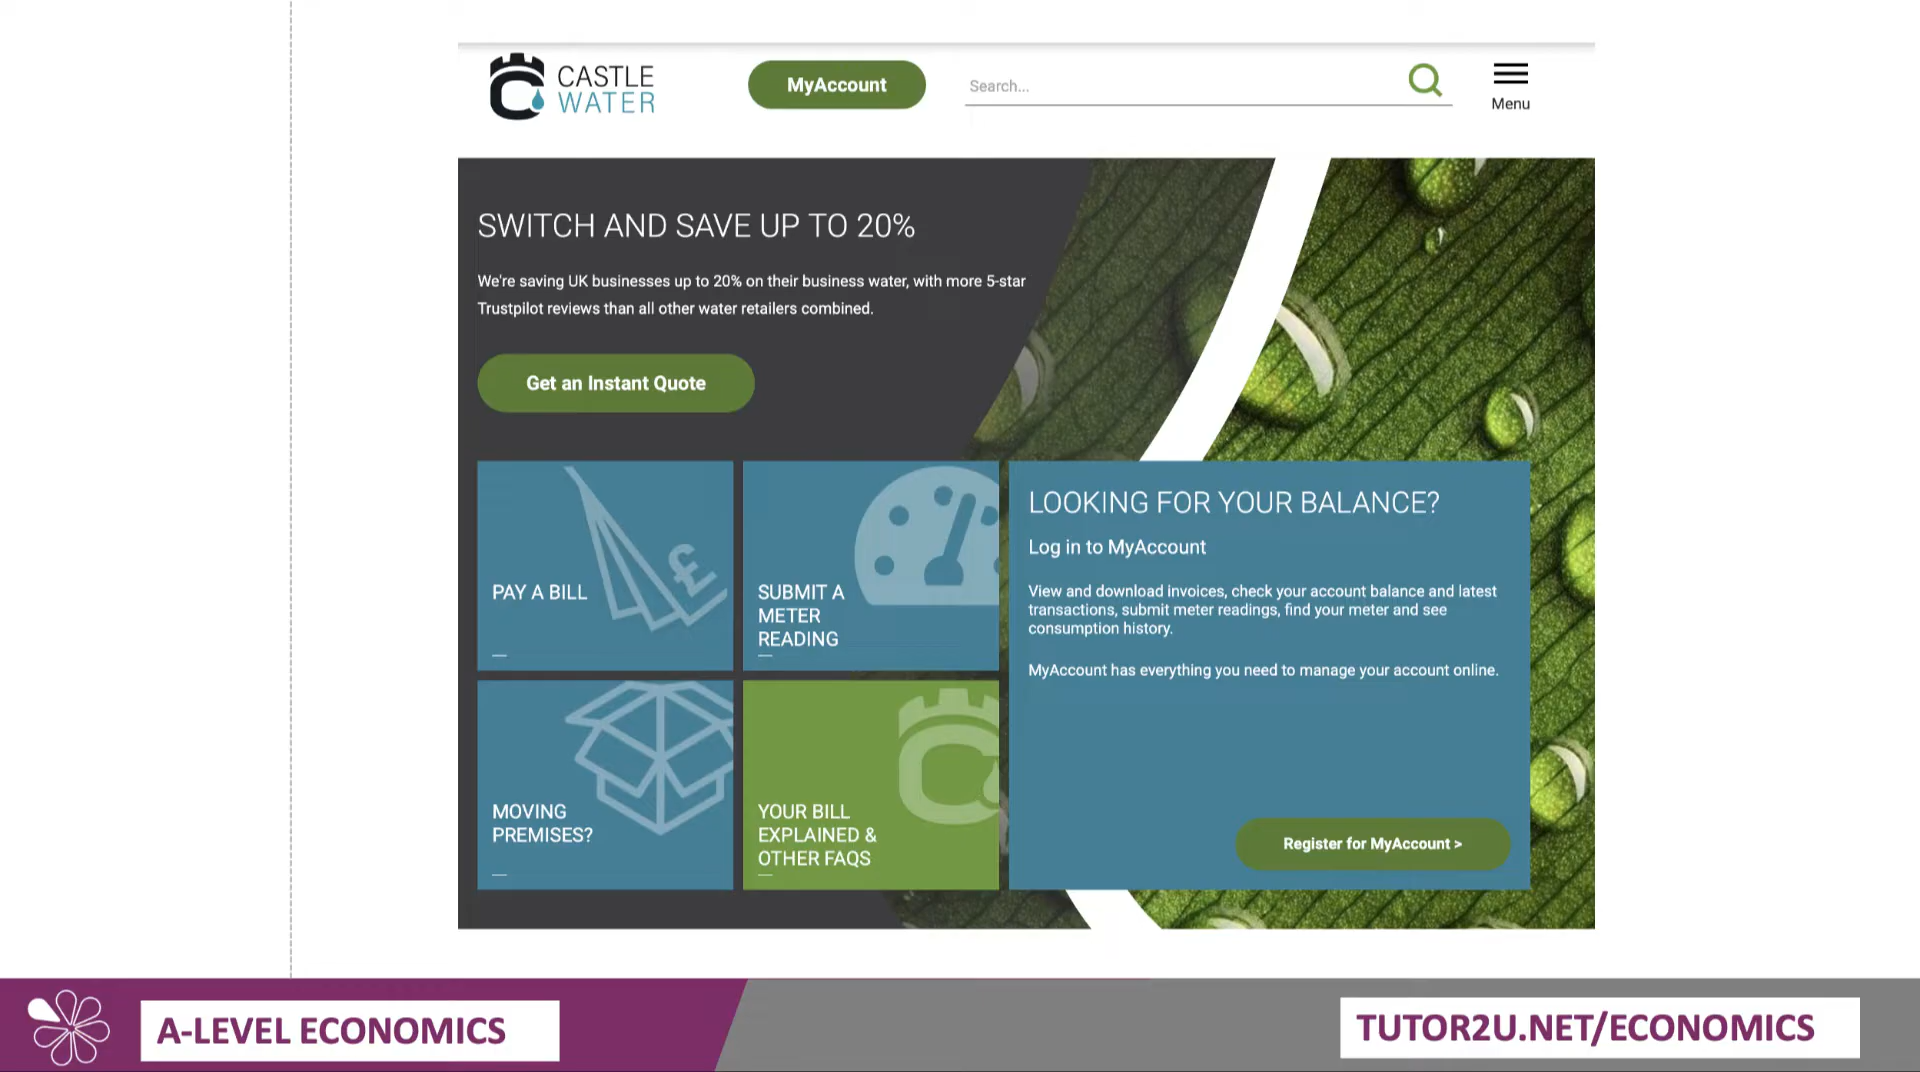 CASTLE
WATER
MyAccount
Search...
Menu
SWITCH AND SAVE UP TO 20%
We're saving UK businesses up to 20% on their business water, with more 5-star
Trustpilot reviews than all other water retailers combined.
Get an Instant Quote
PAY A BILL
SUBMIT A
METER
READING
MOVING
PREMISES?
YOUR BILL
EXPLAINED &
OTHER FAQS
LOOKING FOR YOUR BALANCE?
Log in to MyAccount
View and download invoices, check your account balance and latest
transactions, submit meter readings, find your meter and see
consumption history.
MyAccount has everything you need to manage your account online.
Register for MyAccount >
A-LEVEL ECONOMICS
TUTOR2U.NET/ECONOMICS